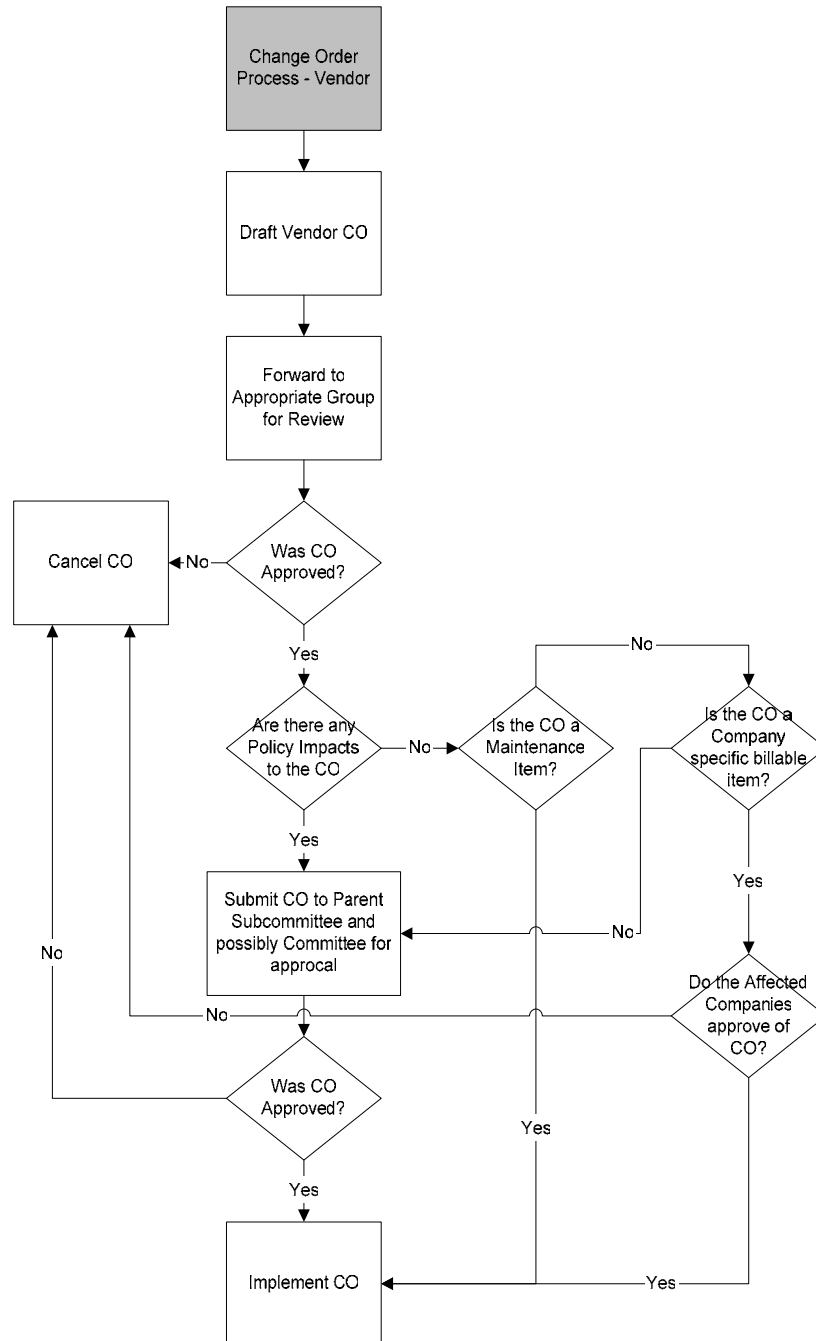 Change Order
Process - Vendor
Draft Vendor CO
Forward to
Appropriate Group
for Review
Cancel CO
No
Was CO
Approved?
Yes
No
Are there any
Policy Impacts
to the CO
No
Is the CO a
Maintenance
Item?
Is the CO a
Company
specific billable
item?
Yes
Yes
Submit CO to Parent
Subcommittee and
possibly Committee for
approcal
No
No
Do the Affected
Companies
approve of
CO?
No
Was CO
Approved?
Yes
Yes
Implement CO
Yes